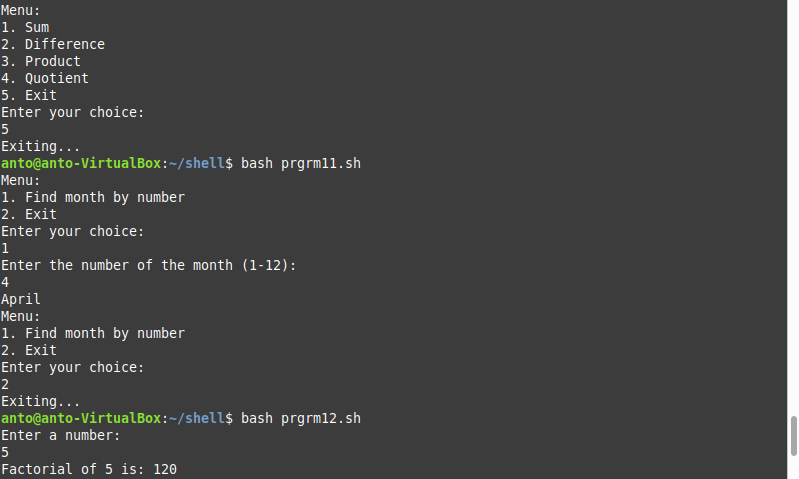 Menu:
1. Sum
2. Difference
3. Product
4. Quotient
5. Exit
Enter your choice:
5
Exiting...
anto@anto-VirtualBox:~/shell$ bash prgrm11.sh
Menu:
1. Find month by number
2. Exit
Enter your choice:
1
Enter the number of the month (1-12):
4
April
Menu:
1. Find month by number
2. Exit
Enter your choice:
2
Exiting...
anto@anto-VirtualBox:~/shell$ bash prgrm12.sh
Enter a number:
5
Factorial of 5 is: 120